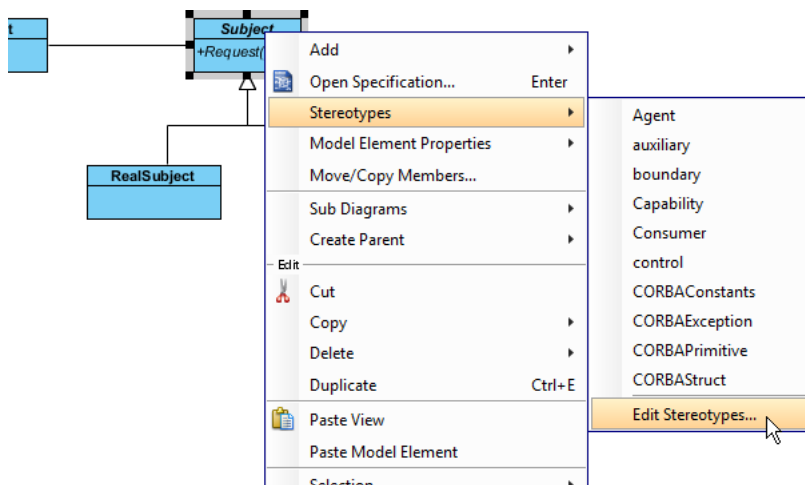 t
Subject
+Request(
RealSubject
Add
Open Specification... Enter
Stereotypes
Model Element Properties
Move/Copy Members...
Sub Diagrams
Create Parent
Edit
Cut
Copy
Delete
Duplicate Ctrl+E
Paste View
Paste Model Element
Selection
Agent
auxiliary
boundary
Capability
Consumer
control
CORBAConstants
CORBAException
CORBAPrimitive
CORBAStruct
Edit Stereotypes...